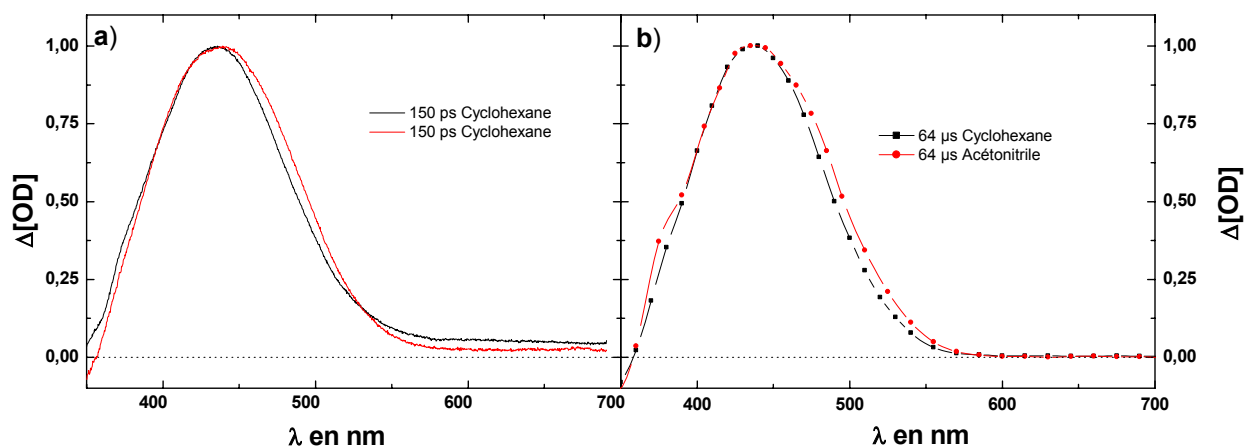 a)
1,00
0,75
0,50
0,25
0,00
Δ[OD]
150 ps Cyclohexane
150 ps Cyclohexane
400
500
600
700
λ en nm
b)
64 μs Cyclohexane
64 μs Acétonitrile
400
500
600
700
λ en nm
1,00
0,75
0,50
0,25
0,00
Δ[OD]